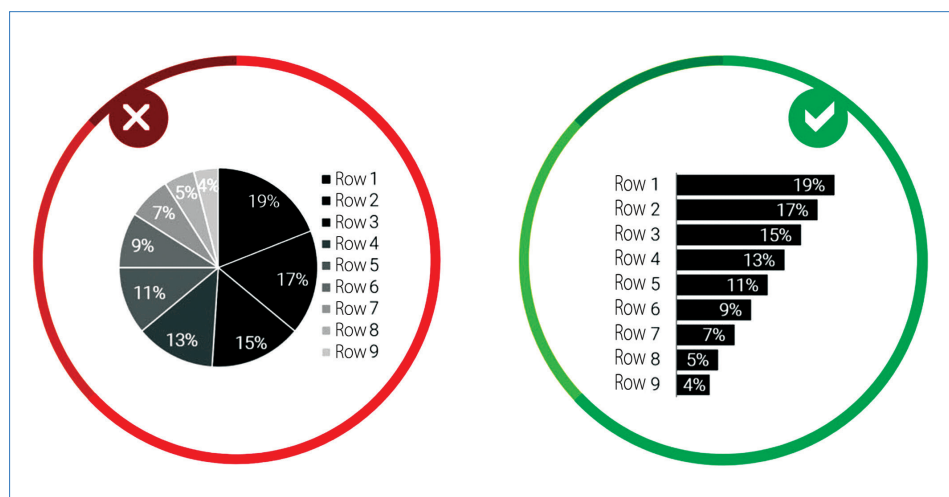 19%
17%
15%
13%
11%
9%
7%
5%
4%
Row 1
Row 2
Row 3
Row 4
Row 5
Row 6
Row 7
Row 8
Row 9
Row 1 19%
Row 2 17%
Row 3 15%
Row 4 13%
Row 5 11%
Row 6 9%
Row 7 7%
Row 8 5%
Row 9 4%